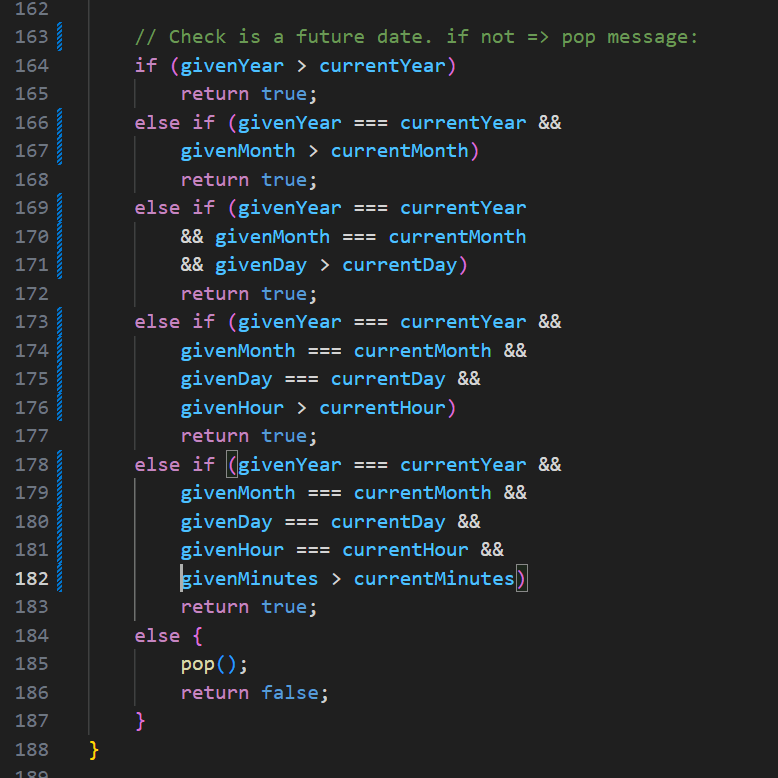 162
163 // Check is a future date. if not => pop message:
164 if (givenYear > currentYear)
165 return true;
166 else if (givenYear === currentYear &&
167 givenMonth > currentMonth)
168 return true;
169 else if (givenYear === currentYear
170 && givenMonth === currentMonth
171 && givenDay > currentDay)
172 return true;
173 else if (givenYear === currentYear &&
174 givenMonth === currentMonth &&
175 givenDay === currentDay &&
176 givenHour > currentHour)
177 return true;
178 else if (givenYear === currentYear &&
179 givenMonth === currentMonth &&
180 givenDay === currentDay &&
181 givenHour === currentHour &&
182 givenMinutes > currentMinutes)
183 return true;
184 else {
185 pop();
186 return false;
187 }
188 }
189